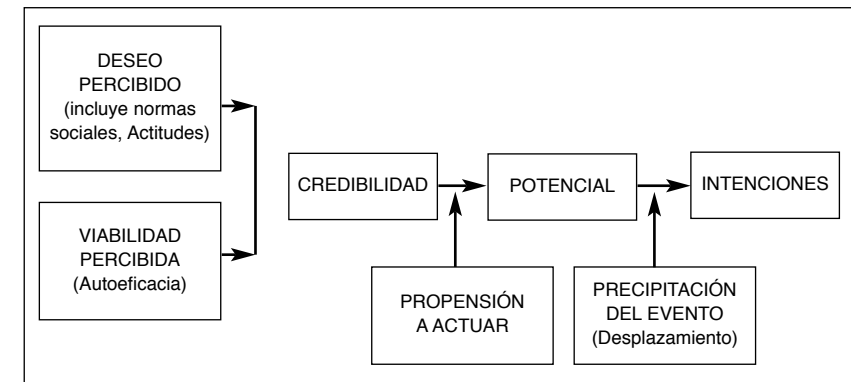 DESEO
PERCIBIDO
(incluye normas
sociales, Actitudes)
VIABILIDAD
PERCIBIDA
(Autoeficacia)
CREDIBILIDAD
POTENCIAL
INTENCIONES
PROPENSIÓN
A ACTUAR
PRECIPITACIÓN
DEL EVENTO
(Desplazamiento)